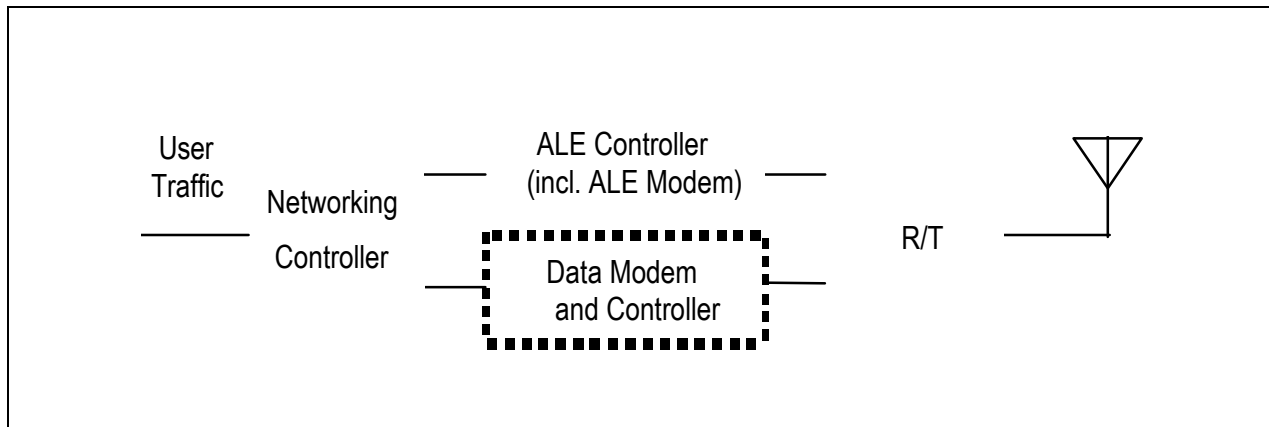 User
Traffic
Networking
Controller
ALE Controller
(incl. ALE Modem)
Data Modem
and Controller
R/T